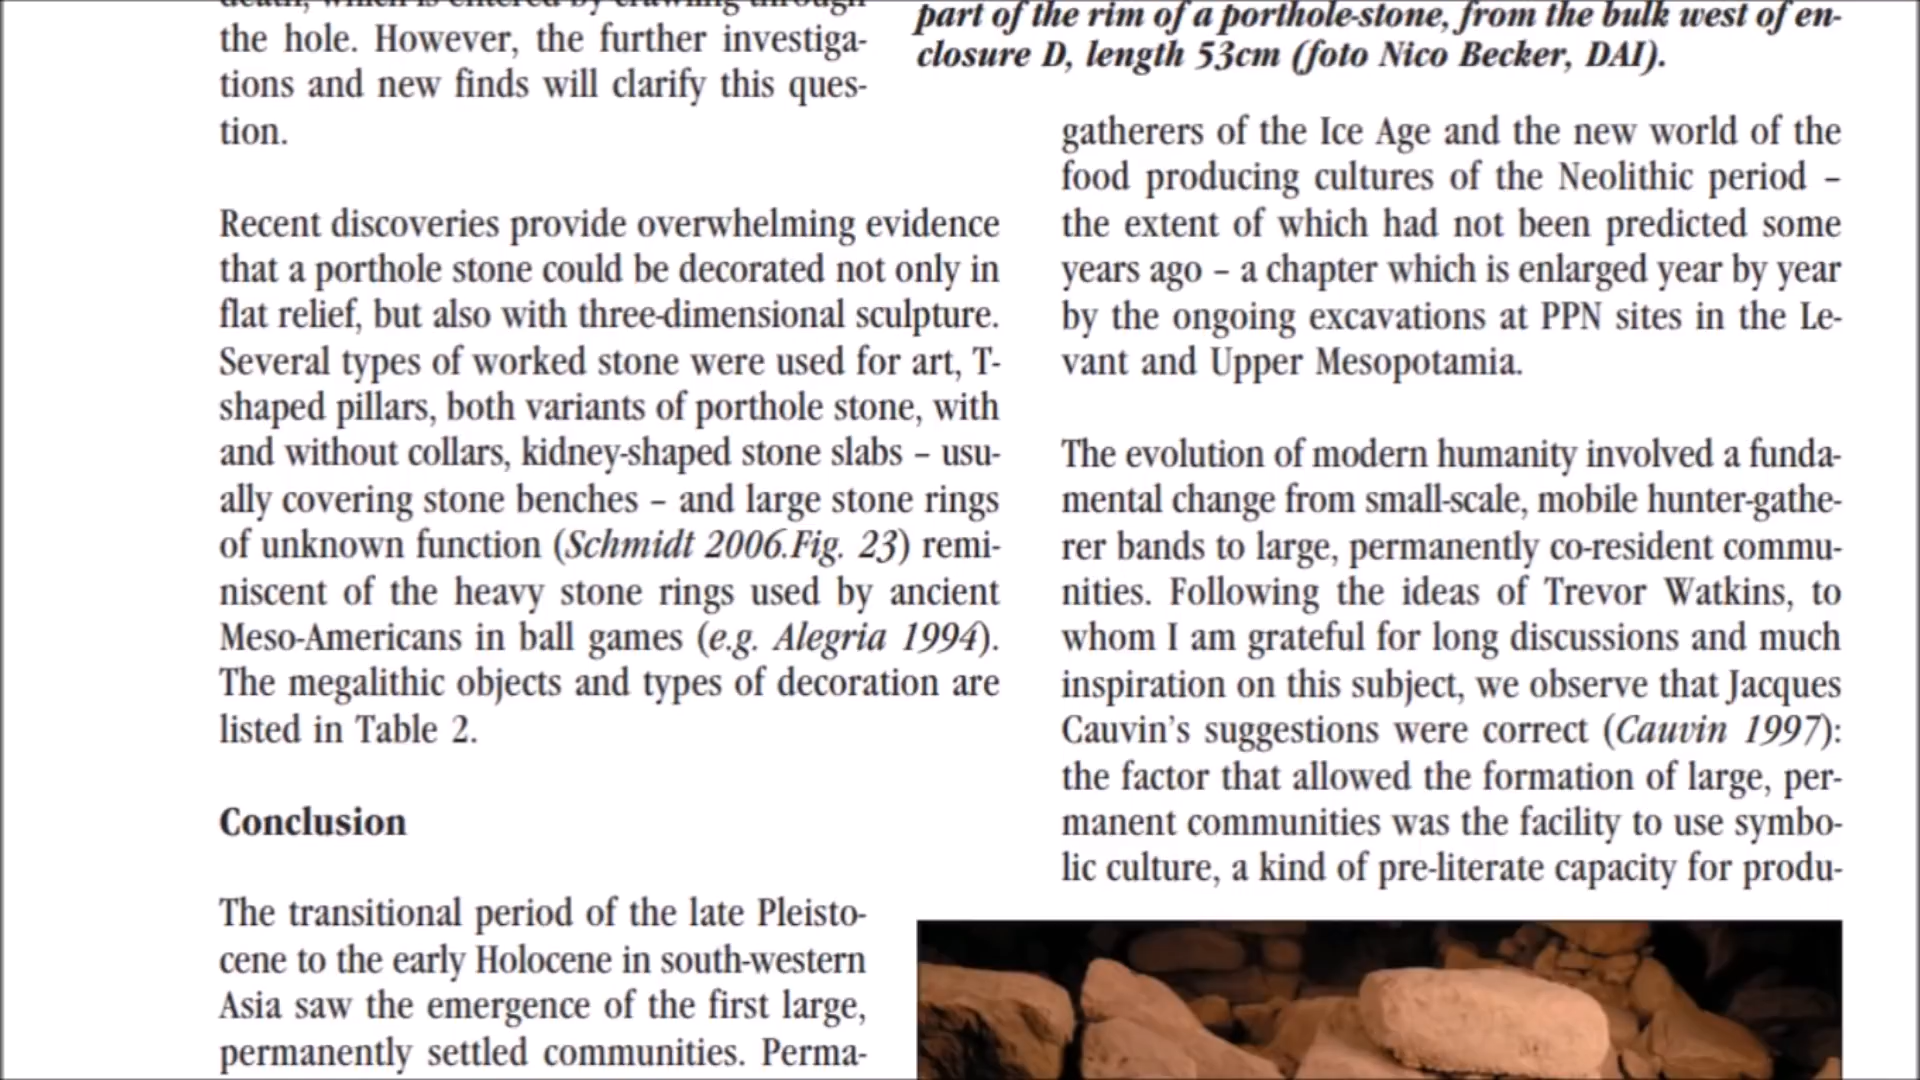 death, which is entered by crawling through
the hole. However, the further investiga-
tions and new finds will clarify this ques-
tion.
Recent discoveries provide overwhelming evidence
that a porthole stone could be decorated not only in
flat relief, but also with three-dimensional sculpture.
Several types of worked stone were used for art, T-
shaped pillars, both variants of porthole stone, with
and without collars, kidney-shaped stone slabs – usu-
ally covering stone benches – and large stone rings
of unknown function (Schmidt 2006.Fig. 23) remi-
niscent of the heavy stone rings used by ancient
Meso-Americans in ball games (e.g. Alegria 1994).
The megalithic objects and types of decoration are
listed in Table 2.
Conclusion
The transitional period of the late Pleisto-
cene to the early Holocene in south-western
Asia saw the emergence of the first large,
permanently settled communities. Perma-
part of the rim of a porthole-stone, from the bulk west of en-
closure D, length 53cm (foto Nico Becker, DAI).
gatherers of the Ice Age and the new world of the
food producing cultures of the Neolithic period –
the extent of which had not been predicted some
years ago – a chapter which is enlarged year by year
by the ongoing excavations at PPN sites in the Le-
vant and Upper Mesopotamia.
The evolution of modern humanity involved a funda-
mental change from small-scale, mobile hunter-gathe-
rer bands to large, permanently co-resident commu-
nities. Following the ideas of Trevor Watkins, to
whom I am grateful for long discussions and much
inspiration on this subject, we observe that Jacques
Cauvin's suggestions were correct (Cauvin 1997):
the factor that allowed the formation of large, per-
manent communities was the facility to use symbo-
lic culture, a kind of pre-literate capacity for produ-